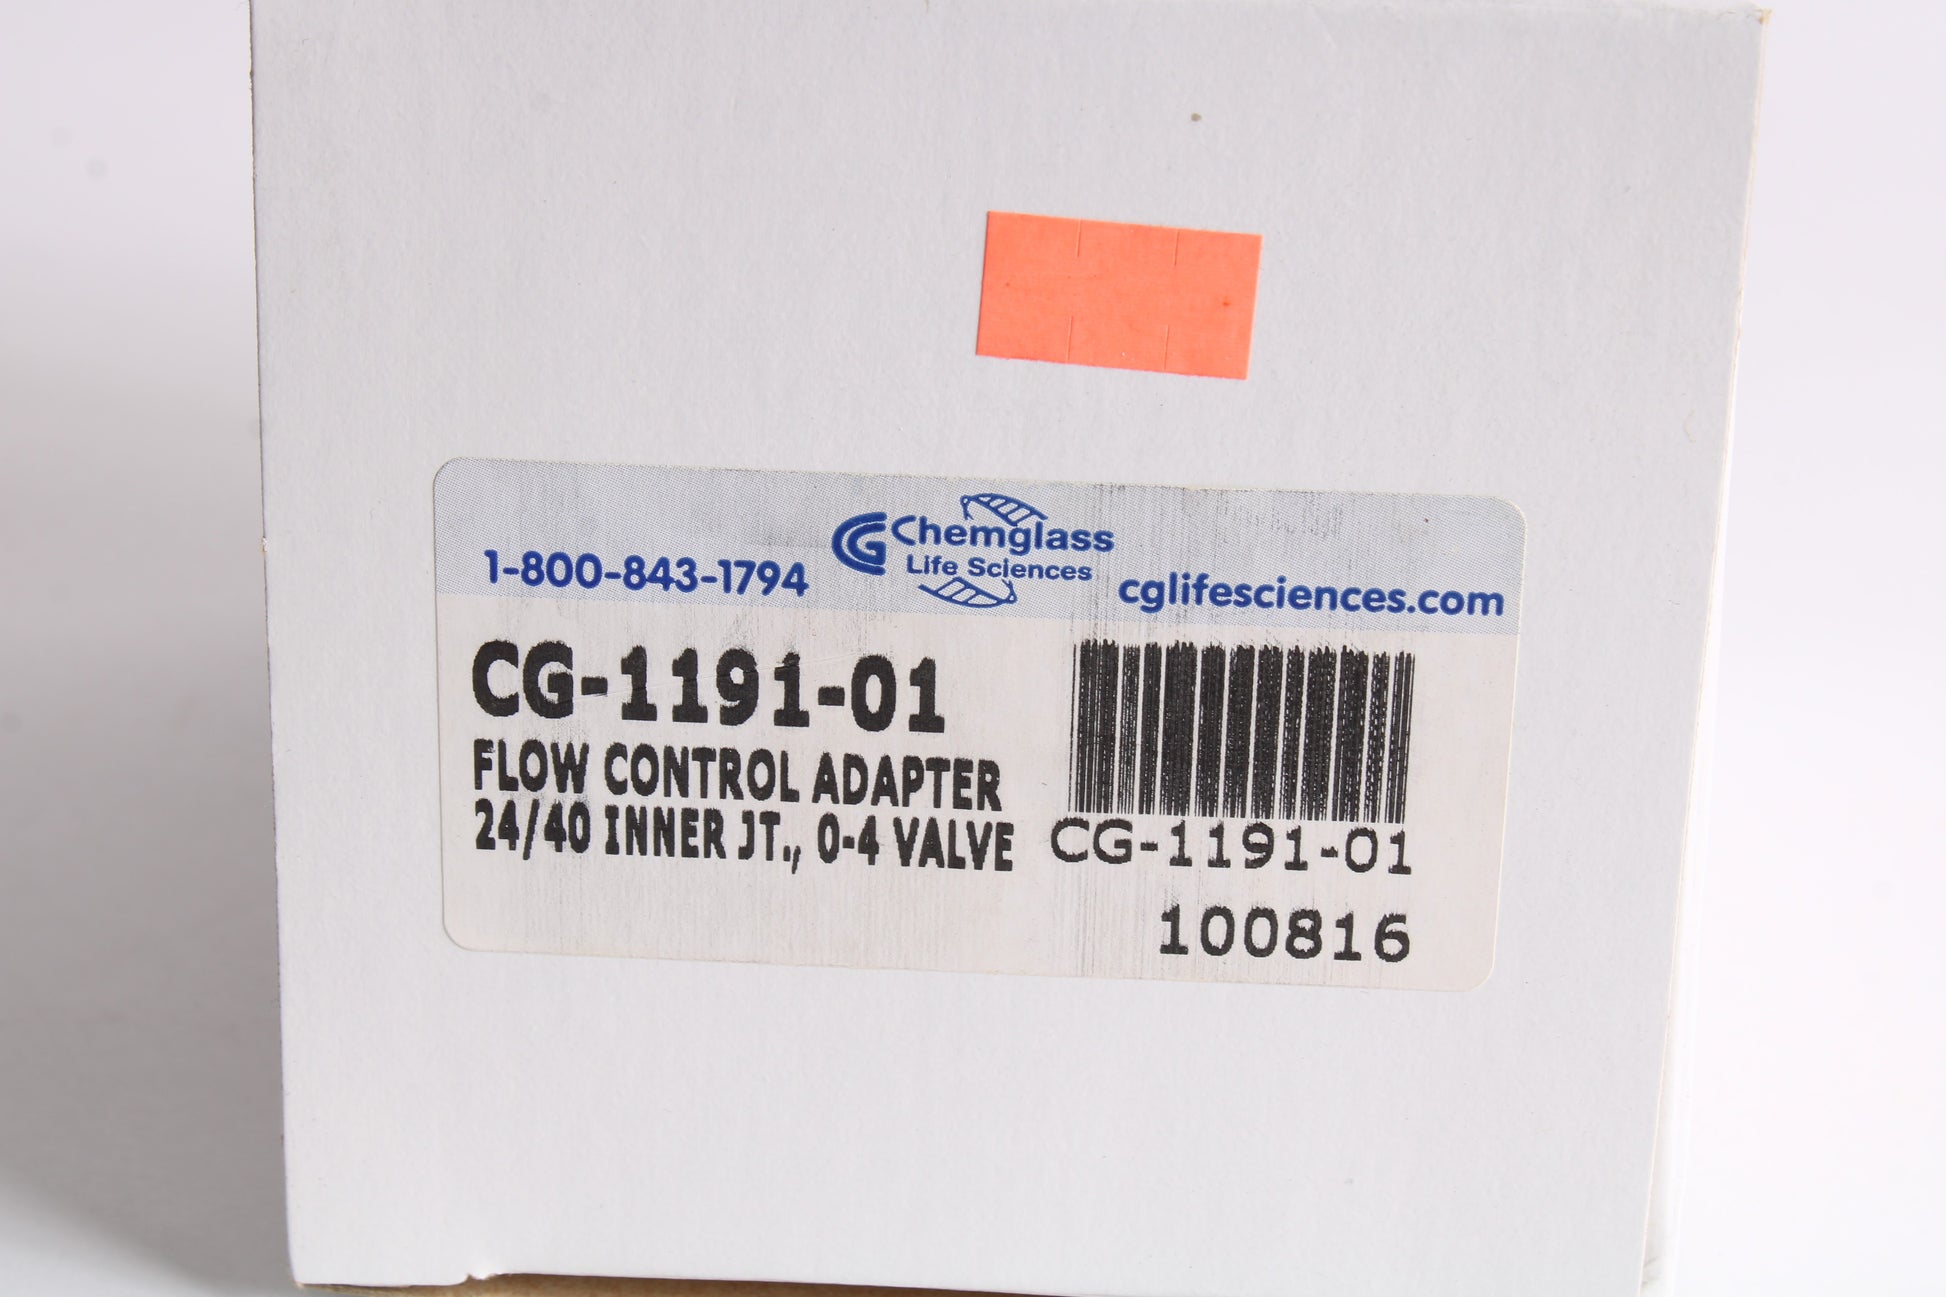 1-800-843-1794
CG Chemglass
Life Sciences
cglifesciences.com
CG-1191-01
FLOW CONTROL ADAPTER
24/40 INNER JT., 0-4 VALVE
CG-1191-01
100816